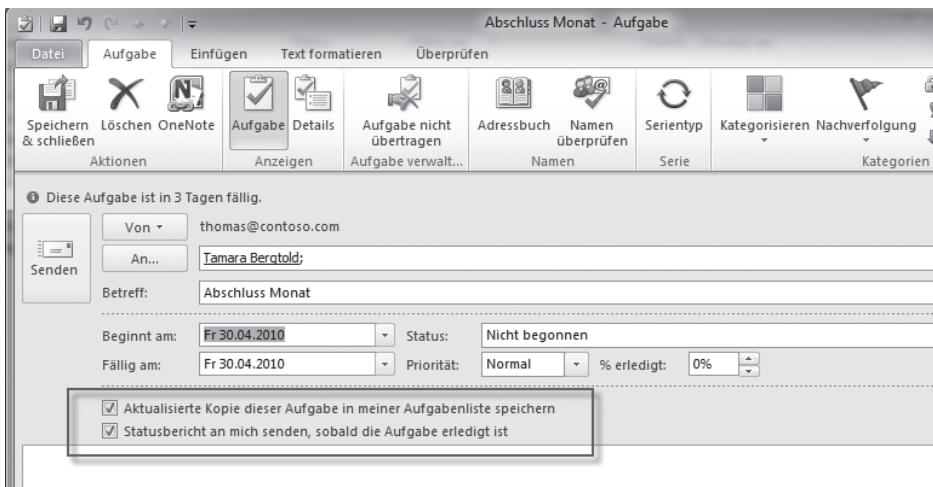 Abschluss Monat - Aufgabe
Datei Aufgabe Einfügen Text formatieren Überprüfen
Speichern & schließen Löschen OneNote Aufgabe Details Aufgabe nicht übertragen Adressbuch Namen überprüfen Serientyp Kategorisieren Nachverfolgung
Aktionen Anzeigen Aufgabe verwalt... Namen Serie Kategorien
Diese Aufgabe ist in 3 Tagen fällig.
Von thomas@contoso.com
Senden
An... Tamara Bergtold;
Betreff: Abschluss Monat
Beginnt am: Fr 30.04.2010 Status: Nicht begonnen
Fällig am: Fr 30.04.2010 Priorität: Normal % erledigt: 0%
Aktualisierte Kopie dieser Aufgabe in meiner Aufgabenliste speichern
Statusbericht an mich senden, sobald die Aufgabe erledigt ist